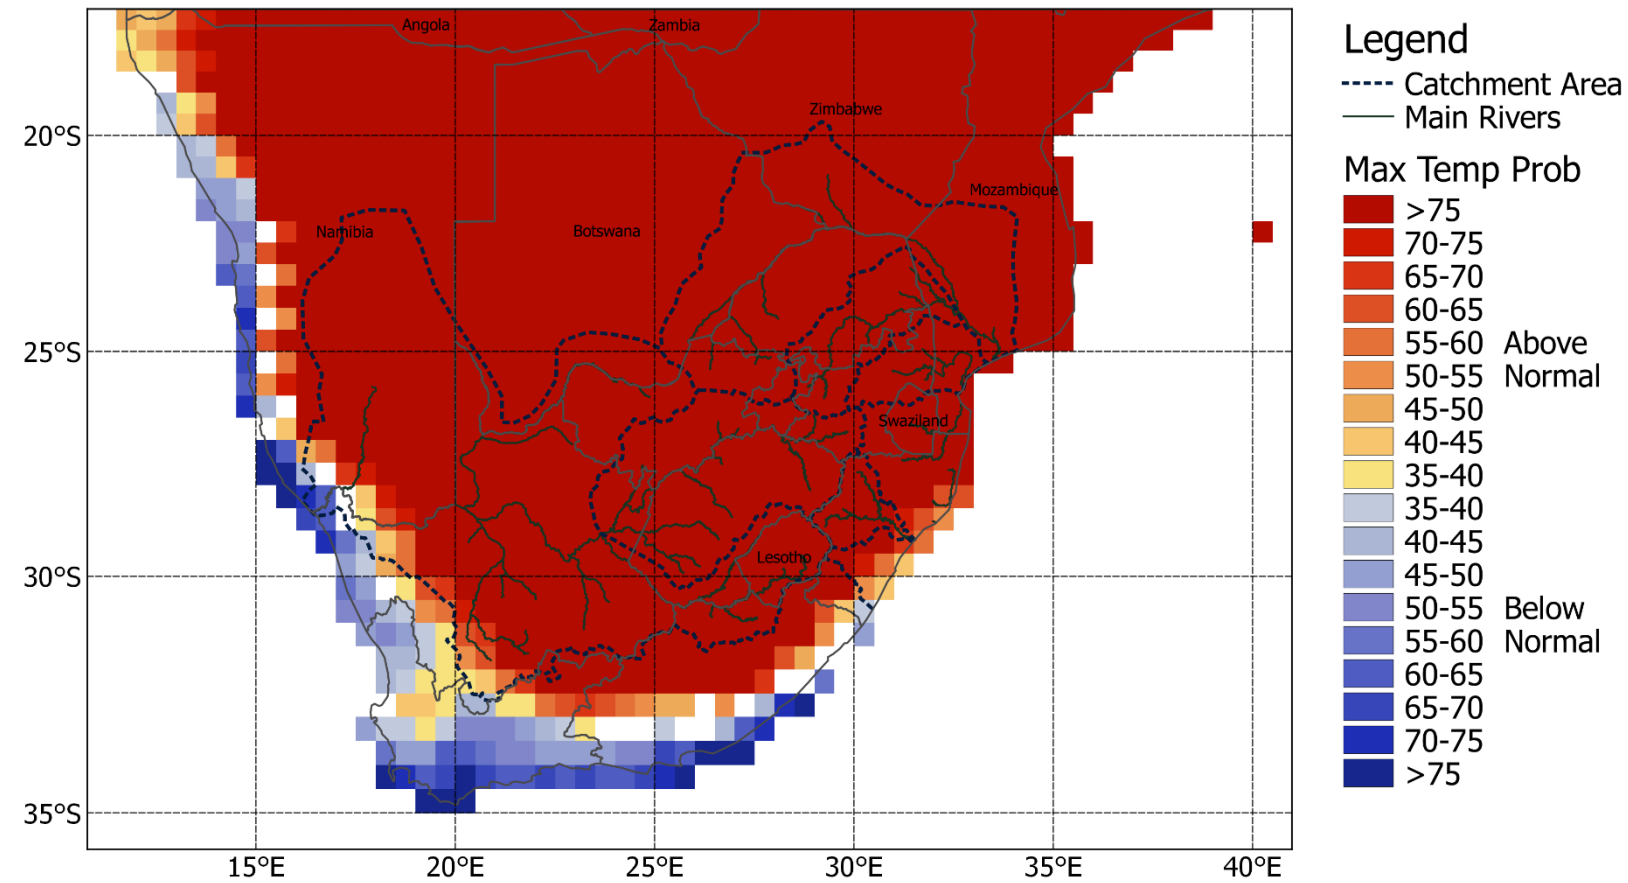 Angola
Zambia
Zimbabwe
Mozambique
Namibia
Botswana
Swaziland
Lesotho
20°S
25°S
30°S
35°S
15°E
20°E
25°E
30°E
35°E
40°E
Legend
Catchment Area
Main Rivers
Max Temp Prob
>75
70-75
65-70
60-65
55-60 Above
50-55 Normal
45-50
40-45
35-40
35-40
40-45
45-50
50-55 Below
55-60 Normal
60-65
65-70
70-75
>75